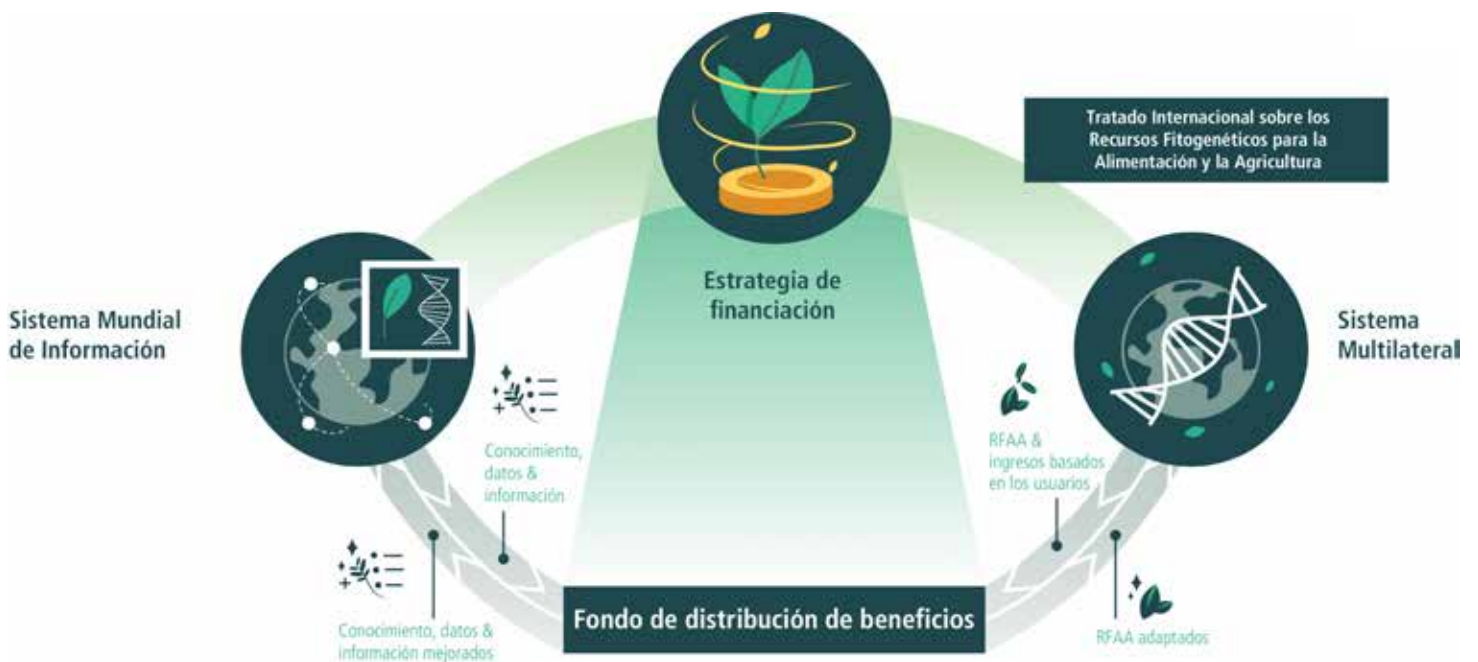 Tratado Internacional sobre los
Recursos Fitogenéticos para la
Alimentación y la Agricultura
Estrategia de
financiación
Sistema Mundial
de Información
Sistema
Multilateral
Conocimiento,
datos &
información
RFAA &
ingresos basados
en los usuarios
Fondo de distribución de beneficios
Conocimiento, datos &
información mejorados
RFAA adaptados